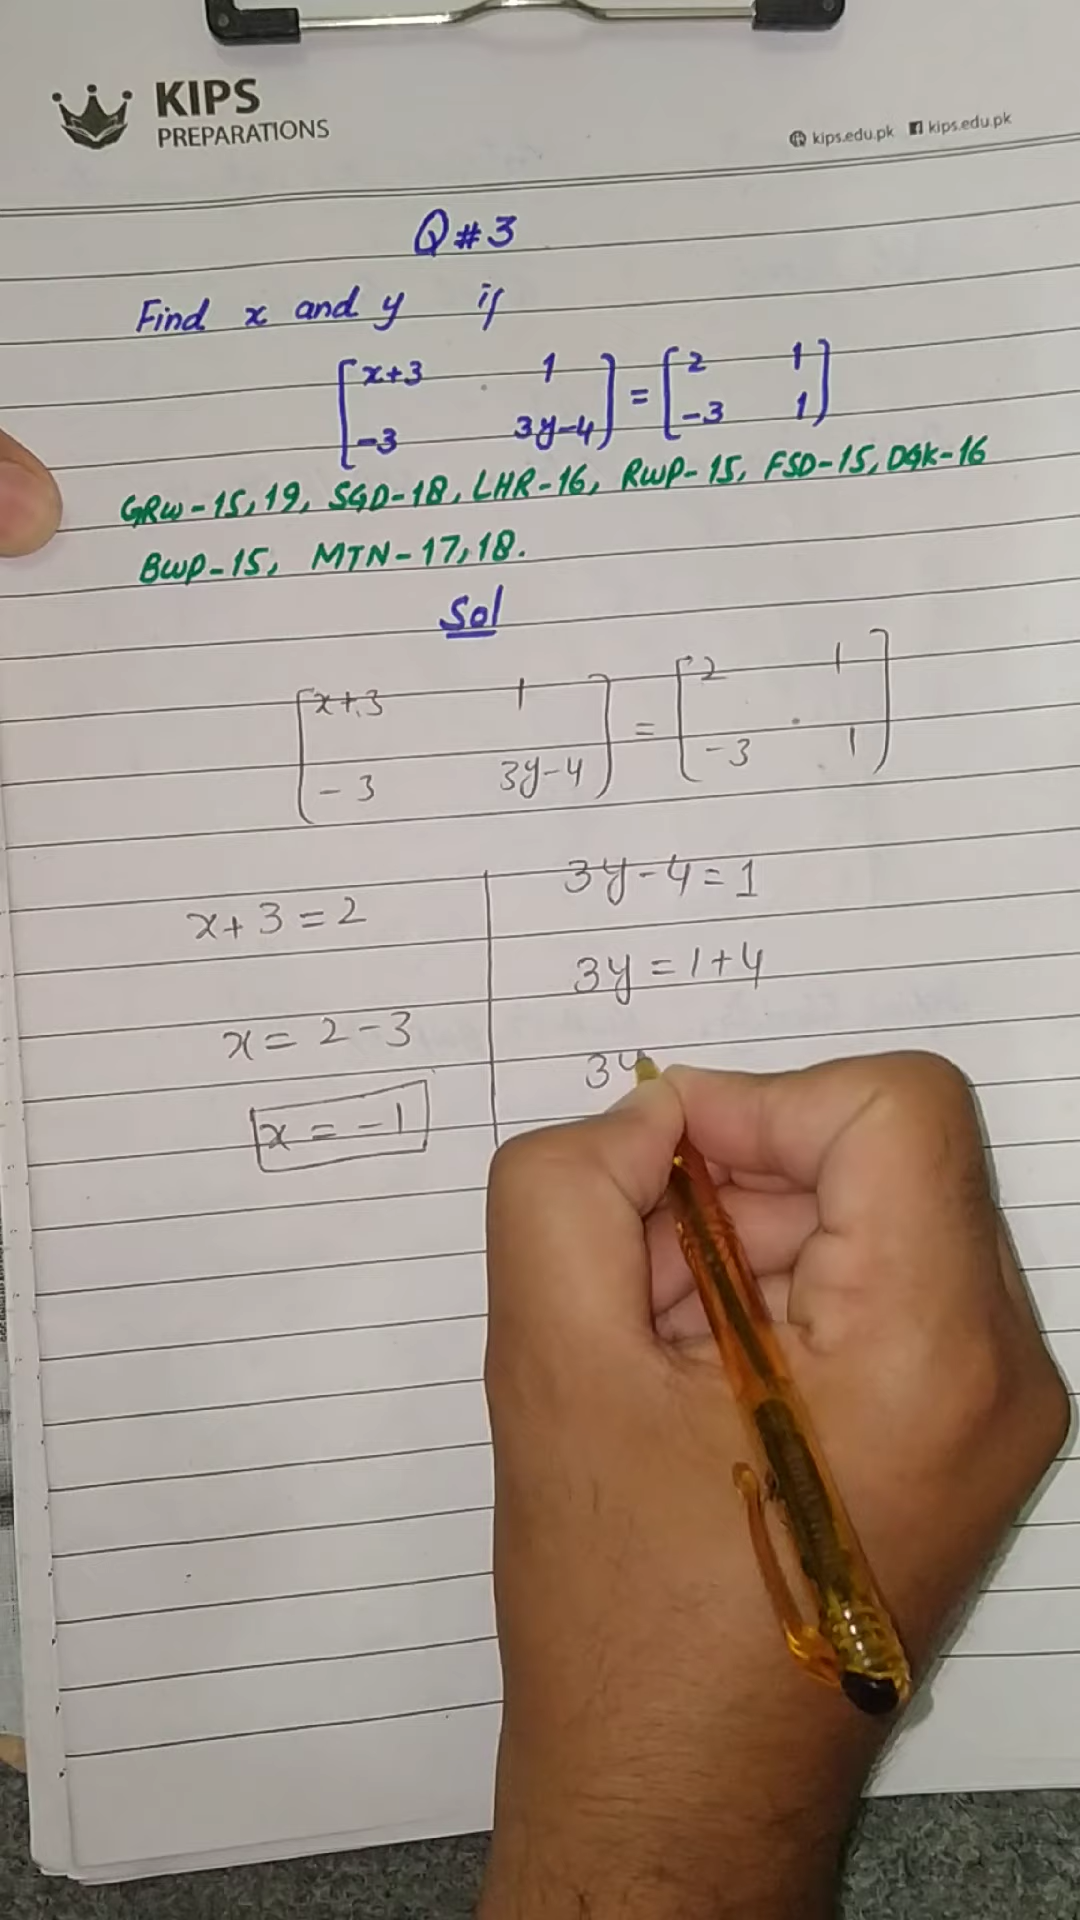 KIPS
PREPARATIONS
kips.edu.pk kips.edu.pk
Q#3
Find x and y if
[x+3 1] = [2 1]
[-3 3y-4] [-3 1]
GRW-15,19, SGD-18, LHR-16, RWP-15, FSD-15, DGK-16
BWP-15, MTN-17,18.
Sol
[x+3 1] = [2 1]
[-3 3y-4] [-3 1]
x+3=2
x=2-3
x=-1
3y-4=1
3y=1+4
3y